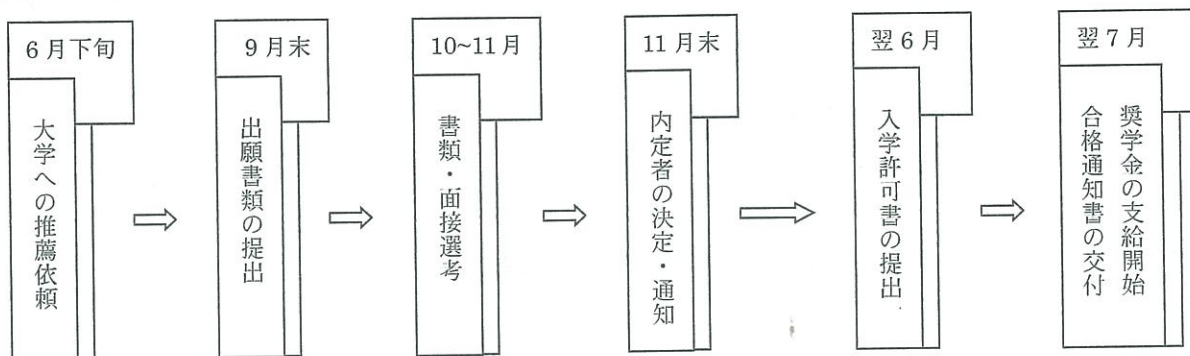 6月下旬
大学への推薦依頼
9月末
出願書類の提出
10~11月
書類・面接選考
11月末
内定者の決定・通知
翌6月
入学許可書の提出
翌7月
奨学金の支給開始
合格通知書の交付